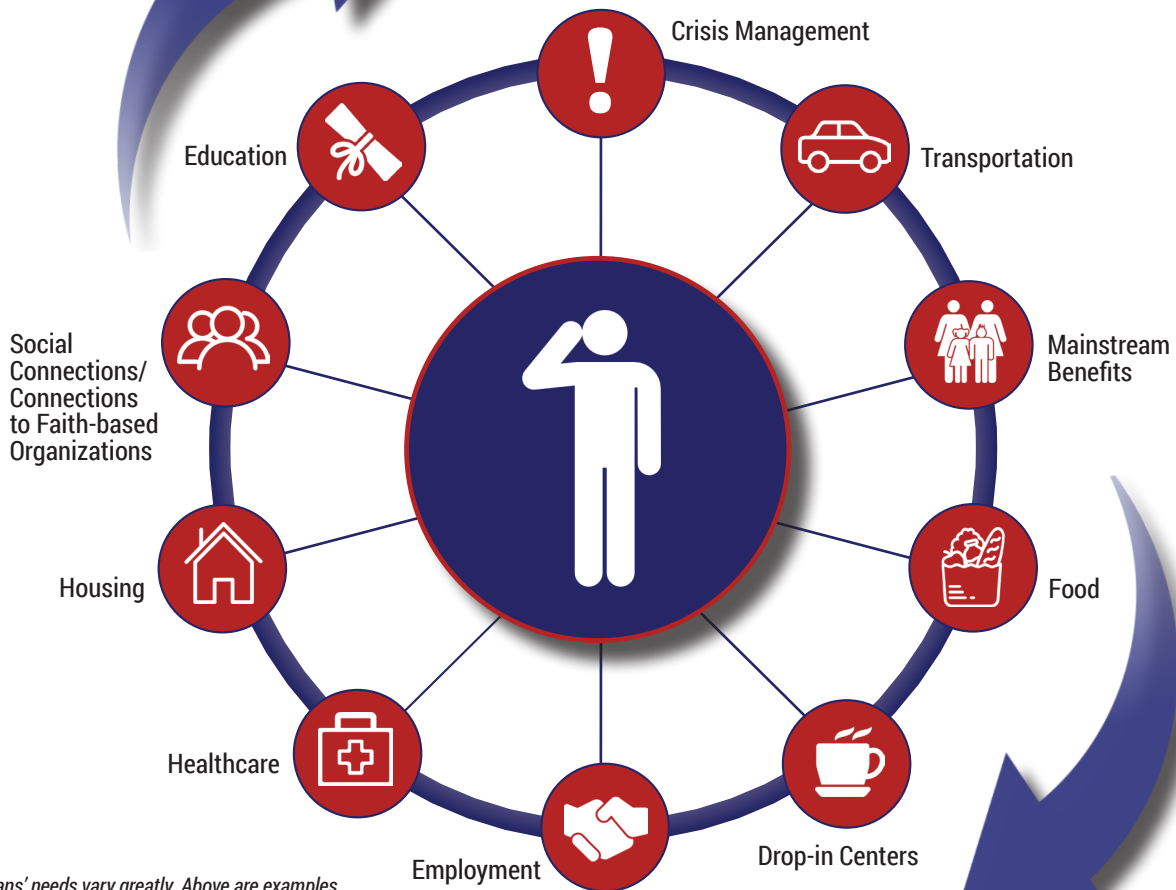 Crisis Management
Transportation
Mainstream
Benefits
Food
Drop-in Centers
Employment
Healthcare
Housing
Social
Connections/
Connections
to Faith-based
Organizations
Education
needs vary greatly. Above are examples